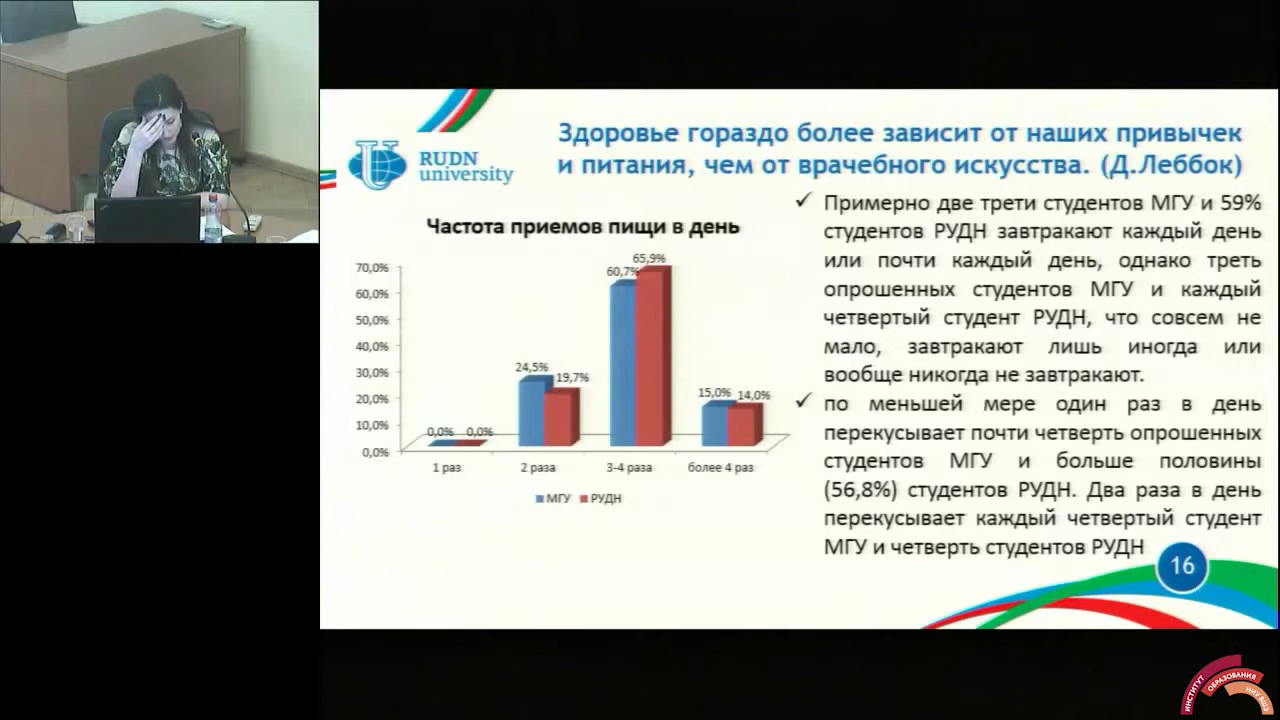 RUDN
university
Здоровье гораздо более зависит от наших привычек
и питания, чем от врачебного искусства. (Д.Леббок)
Частота приемов пищи в день
70,0%
60,0%
50,0%
40,0%
30,0%
20,0%
10,0%
0,0%
0,0%
0,0%
24,5%
19,7%
60,7%
65,9%
15,0%
14,0%
1 раз
2 раза
3-4 раза
более 4 раз
МГУ
РУДН
Примерно две трети студентов МГУ и 59%
студентов РУДН завтракают каждый день
или почти каждый день, однако треть
опрошенных студентов МГУ и каждый
четвертый студент РУДН, что совсем не
мало, завтракают лишь иногда или
вообще никогда не завтракают.
по меньшей мере один раз в день
перекусывает почти четверть опрошенных
студентов МГУ и больше половины
(56,8%) студентов РУДН. Два раза в день
перекусывает каждый четвертый студент
МГУ и четверть студентов РУДН
16
ИНСТИТУТ
ОБРАЗОВАНИЯ
НИУ ВШЭ